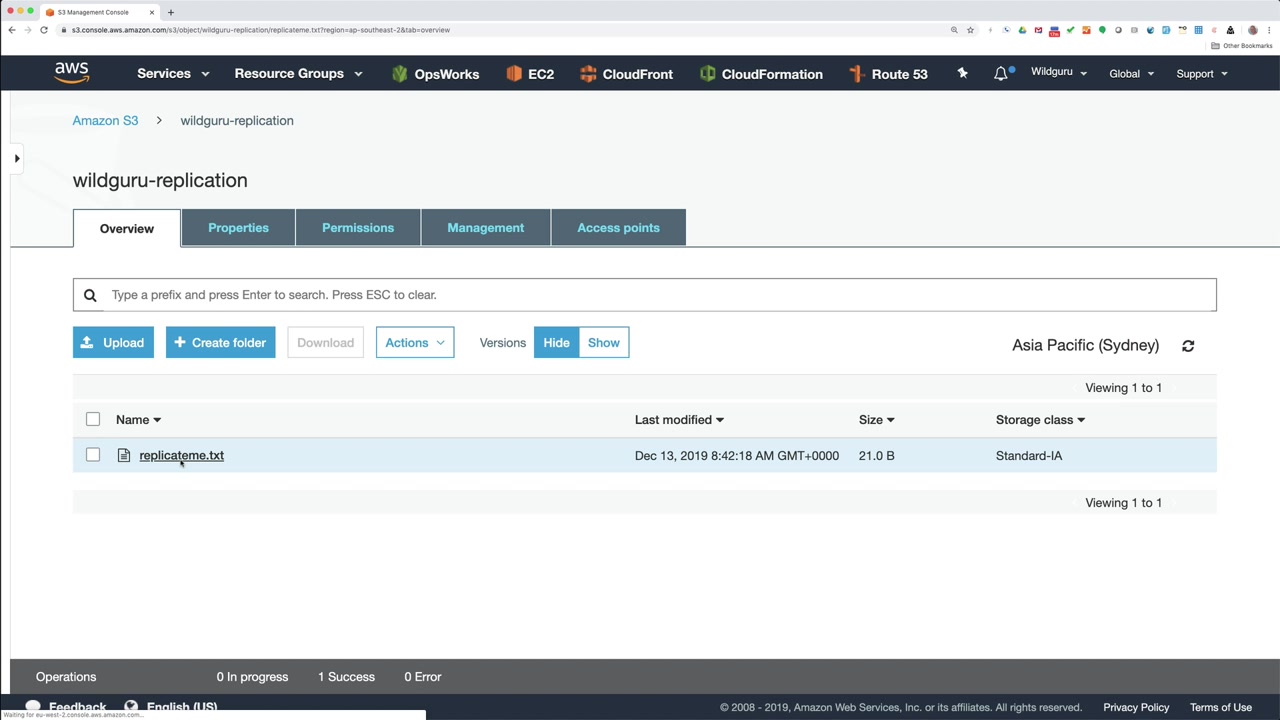 S3 Management Console
s3.console.aws.amazon.com/s3/object/wildguru-replication/replicateme.txt?region=ap-southeast-2&tab=overview
Other Bookmarks
aws Services Resource Groups OpsWorks EC2 CloudFront CloudFormation Route 53 Wildguru Global Support
Amazon S3 > wildguru-replication
wildguru-replication
Overview Properties Permissions Management Access points
Type a prefix and press Enter to search. Press ESC to clear.
Upload + Create folder Download Actions Versions Hide Show Asia Pacific (Sydney)
Viewing 1 to 1
Name Last modified Size Storage class
replicateme.txt Dec 13, 2019 8:42:18 AM GMT+0000 21.0 B Standard-IA
Viewing 1 to 1
Operations 0 In progress 1 Success 0 Error
Feedback English (US) © 2008 - 2019, Amazon Web Services, Inc. or its affiliates. All rights reserved. Privacy Policy Terms of Use
Waiting for eu-west-2.console.aws.amazon.com...